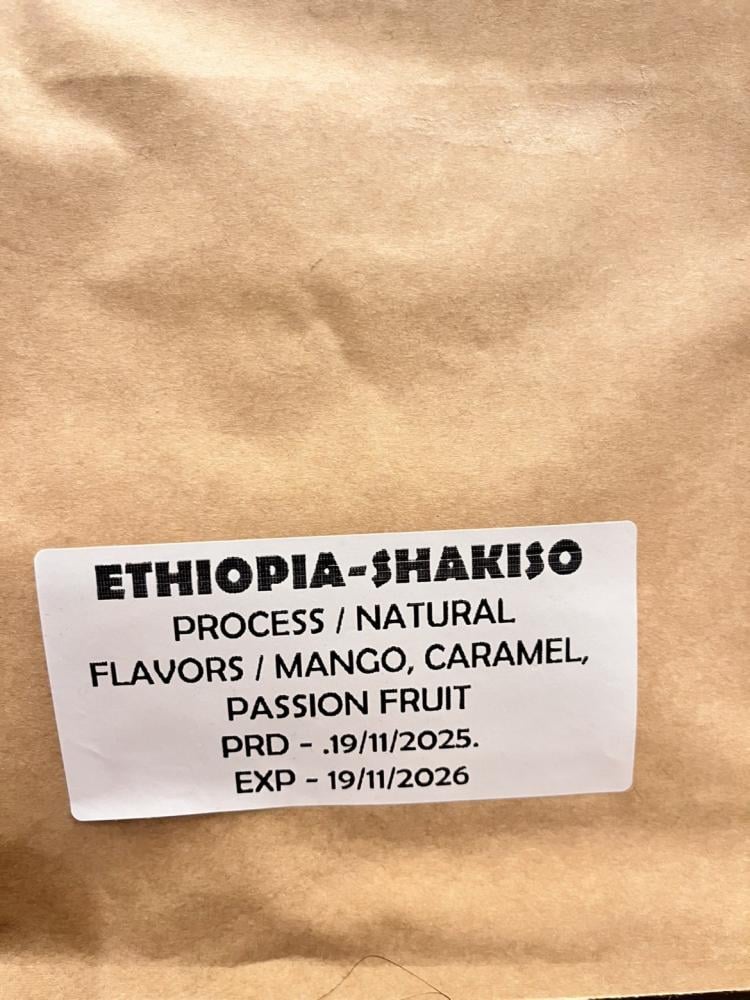 ETHIOPIA-SHAKISO
PROCESS / NATURAL
FLAVORS / MANGO, CARAMEL,
PASSION FRUIT
PRD - .19/11/2025.
EXP - 19/11/2026